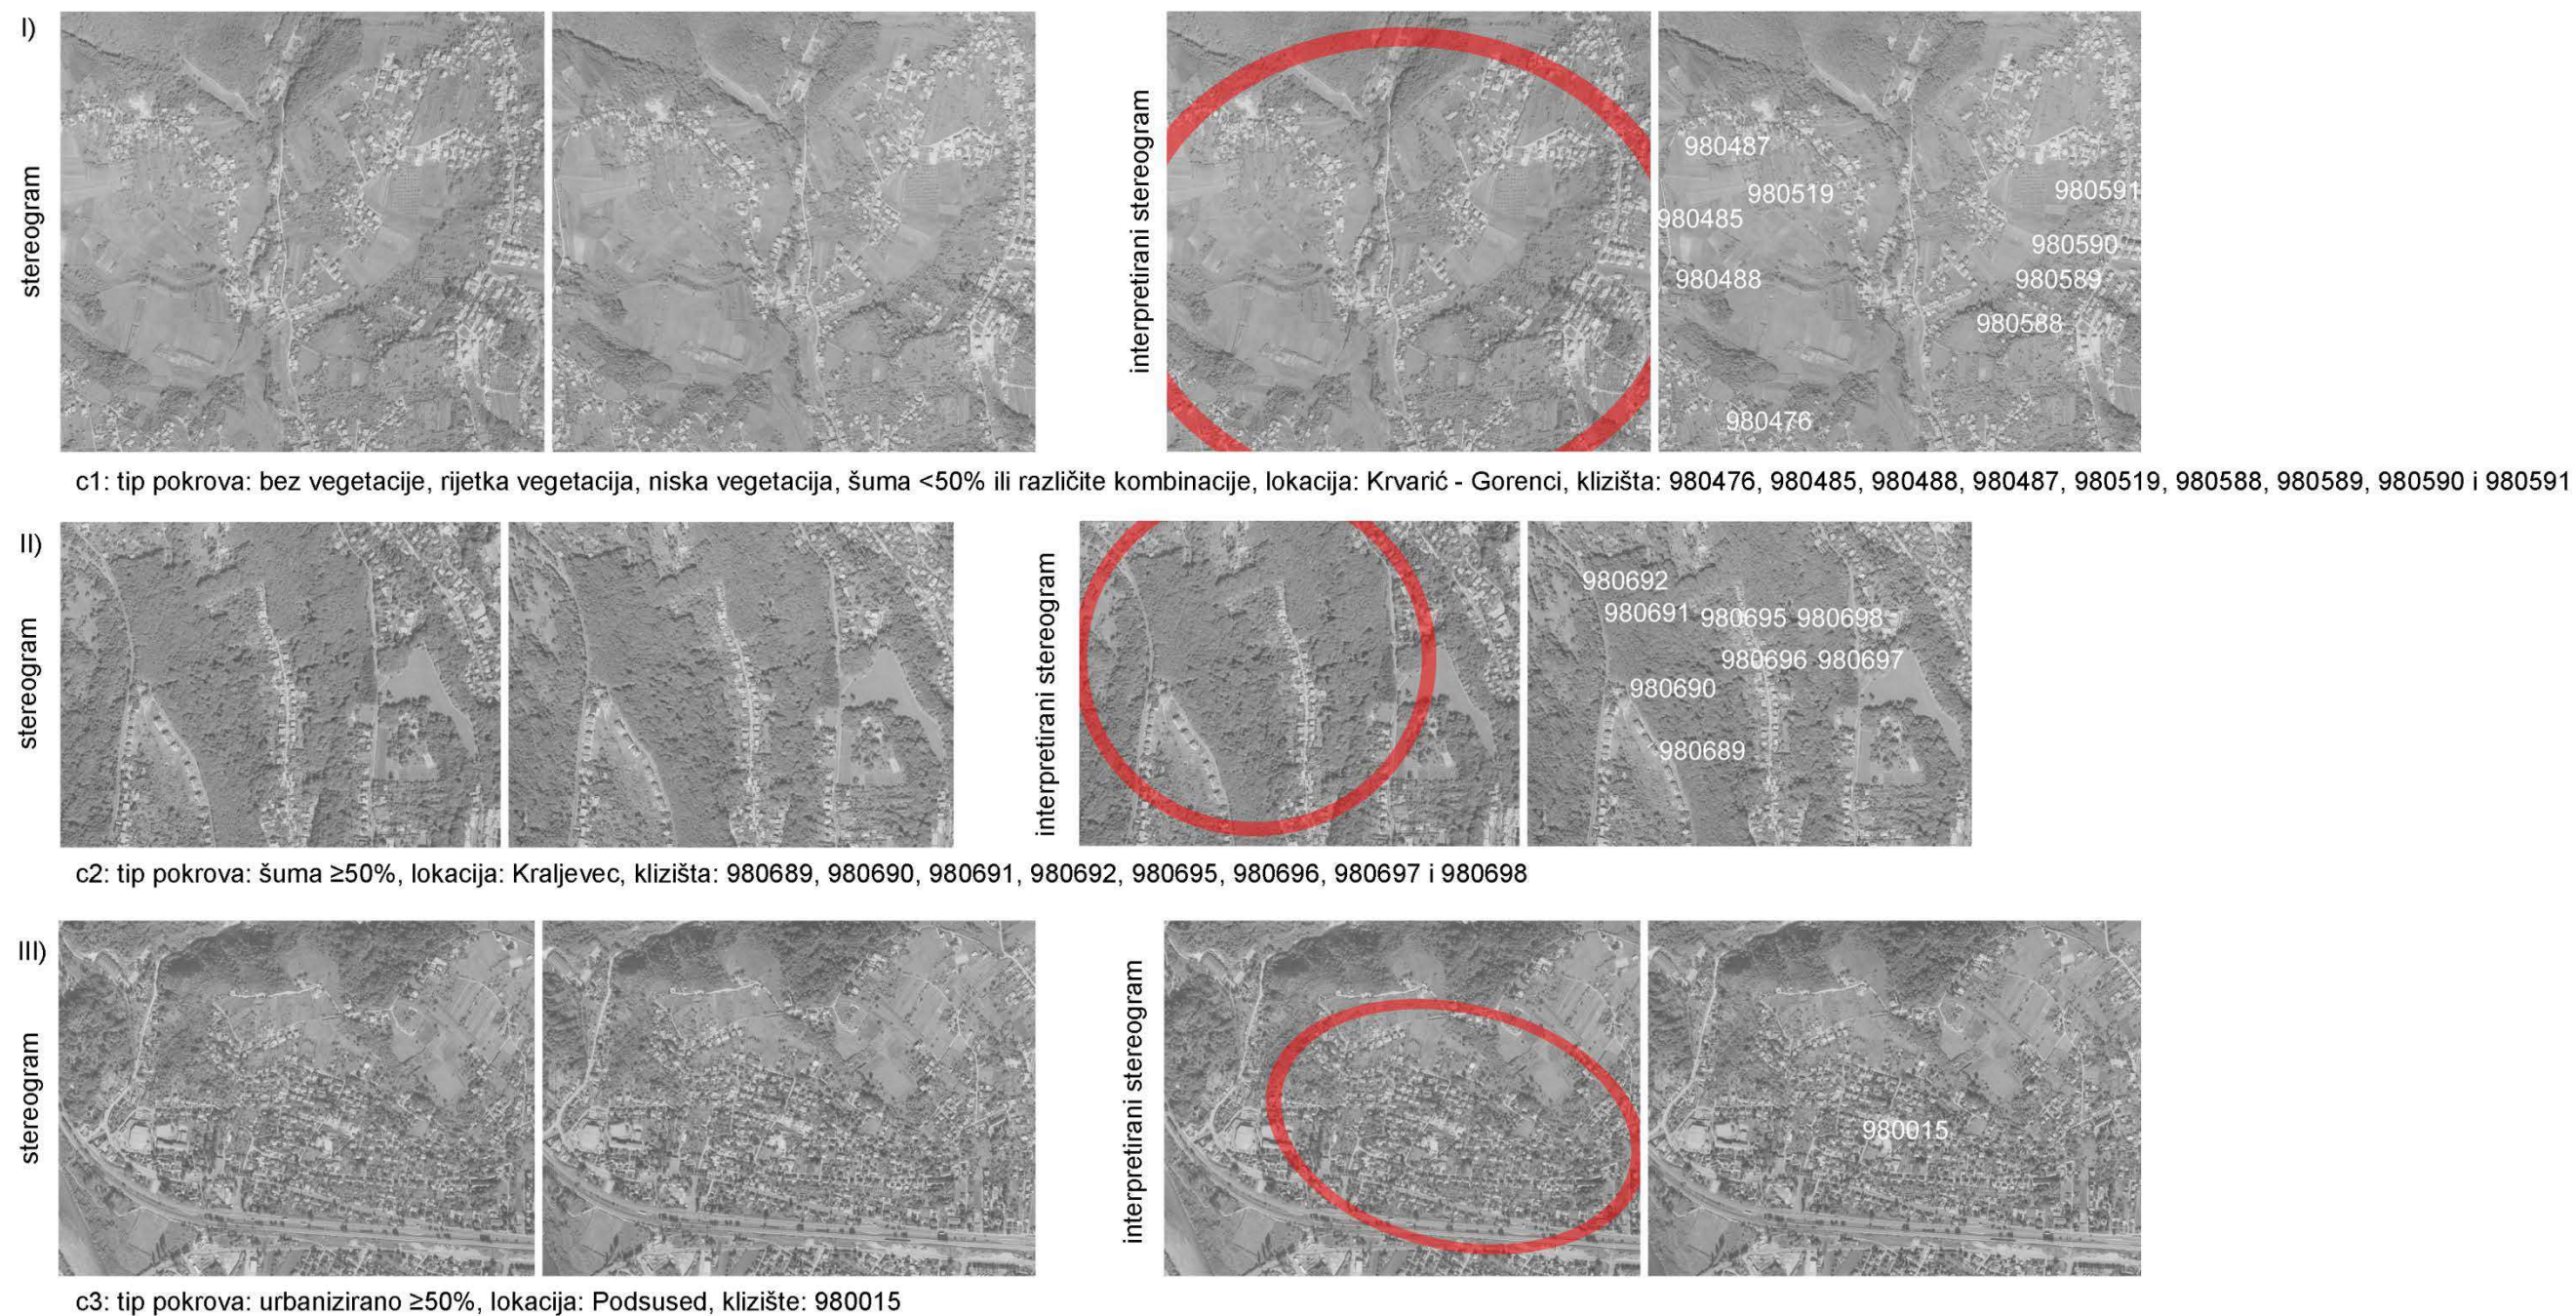 I)
stereogram
interpretirani stereogram
980487
980519
980591
980485
980590
980488
980589
980588
980476
c1: tip pokrova: bez vegetacije, rijetka vegetacija, niska vegetacija, šuma <50% ili različite kombinacije, lokacija: Krvarić - Gorenci, klizišta: 980476, 980485, 980488, 980487, 980519, 980588, 980589, 980590 i 980591
II)
stereogram
interpretirani stereogram
980692
980691
980695 980698
980696 980697
980690
980689
c2: tip pokrova: šuma ≥50%, lokacija: Kraljevec, klizišta: 980689, 980690, 980691, 980692, 980695, 980696, 980697 i 980698
III)
stereogram
interpretirani stereogram
980015
c3: tip pokrova: urbanizirano ≥50%, lokacija: Podsused, klizište: 980015